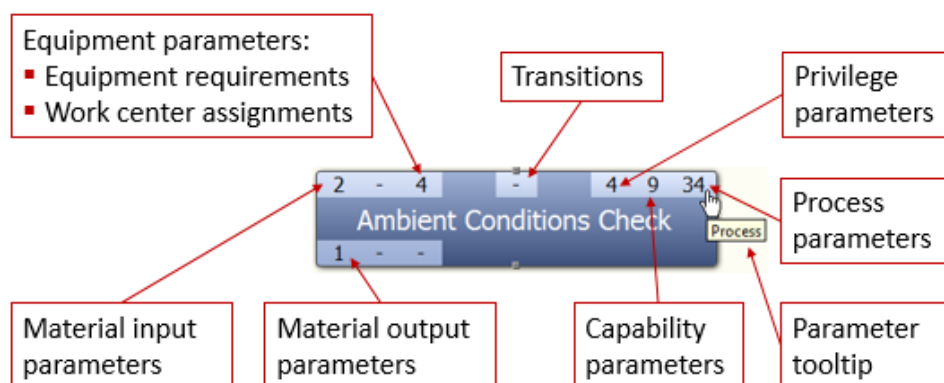 Equipment parameters:
▪ Equipment requirements
▪ Work center assignments
Transitions
Privilege
parameters
2 - 4 - 4 9 34
Ambient Conditions Check
Process
1 - -
Process
parameters
Material input
parameters
Material output
parameters
Capability
parameters
Parameter
tooltip